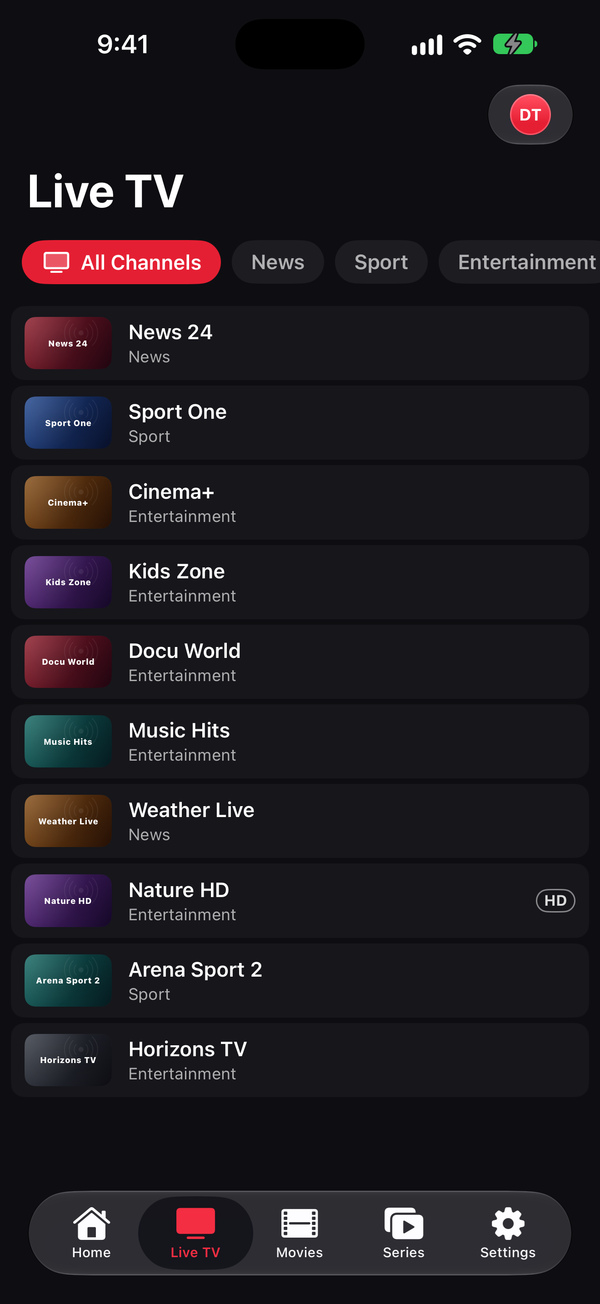 9:41
DT
Live TV
All Channels
News
Sport
Entertainment
News 24
News 24
News
Sport One
Sport One
Sport
Cinema+
Cinema+
Entertainment
Kids Zone
Kids Zone
Entertainment
Docu World
Docu World
Entertainment
Music Hits
Music Hits
Entertainment
Weather Live
Weather Live
News
Nature HD
Nature HD
Entertainment
HD
Arena Sport 2
Arena Sport 2
Sport
Horizons TV
Horizons TV
Entertainment
Home
Live TV
Movies
Series
Settings